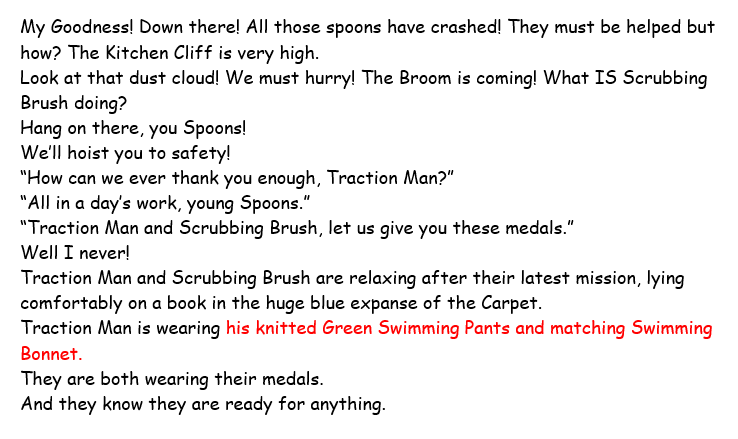 My Goodness! Down there! All those spoons have crashed! They must be helped but
how? The Kitchen Cliff is very high.
Look at that dust cloud! We must hurry! The Broom is coming! What IS Scrubbing
Brush doing?
Hang on there, you Spoons!
We’ll hoist you to safety!
“How can we ever thank you enough, Traction Man?”
“All in a day’s work, young Spoons.”
“Traction Man and Scrubbing Brush, let us give you these medals.”
Well I never!
Traction Man and Scrubbing Brush are relaxing after their latest mission, lying
comfortably on a book in the huge blue expanse of the Carpet.
Traction Man is wearing his knitted Green Swimming Pants and matching Swimming
Bonnet.
They are both wearing their medals.
And they know they are ready for anything.